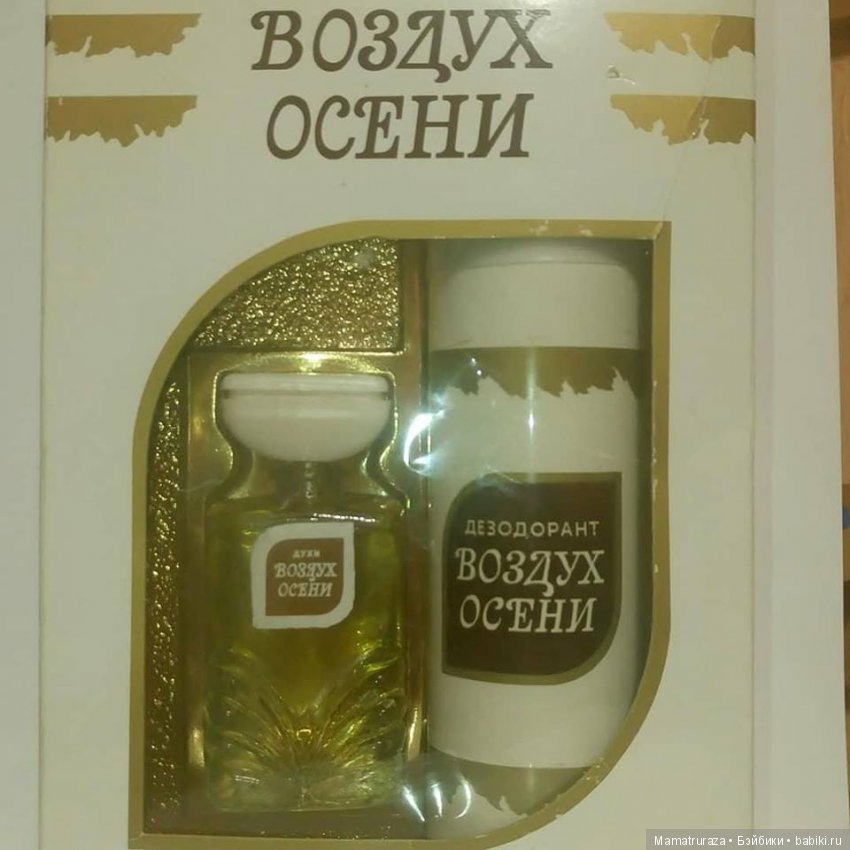 ВОЗДУХ
ОСЕНИ
ДУХИ
ВОЗДУХ
ОСЕНИ
ДЕЗОДОРАНТ
ВОЗДУХ
ОСЕНИ
Mamatruraza • Бэйбики • babiki.ru